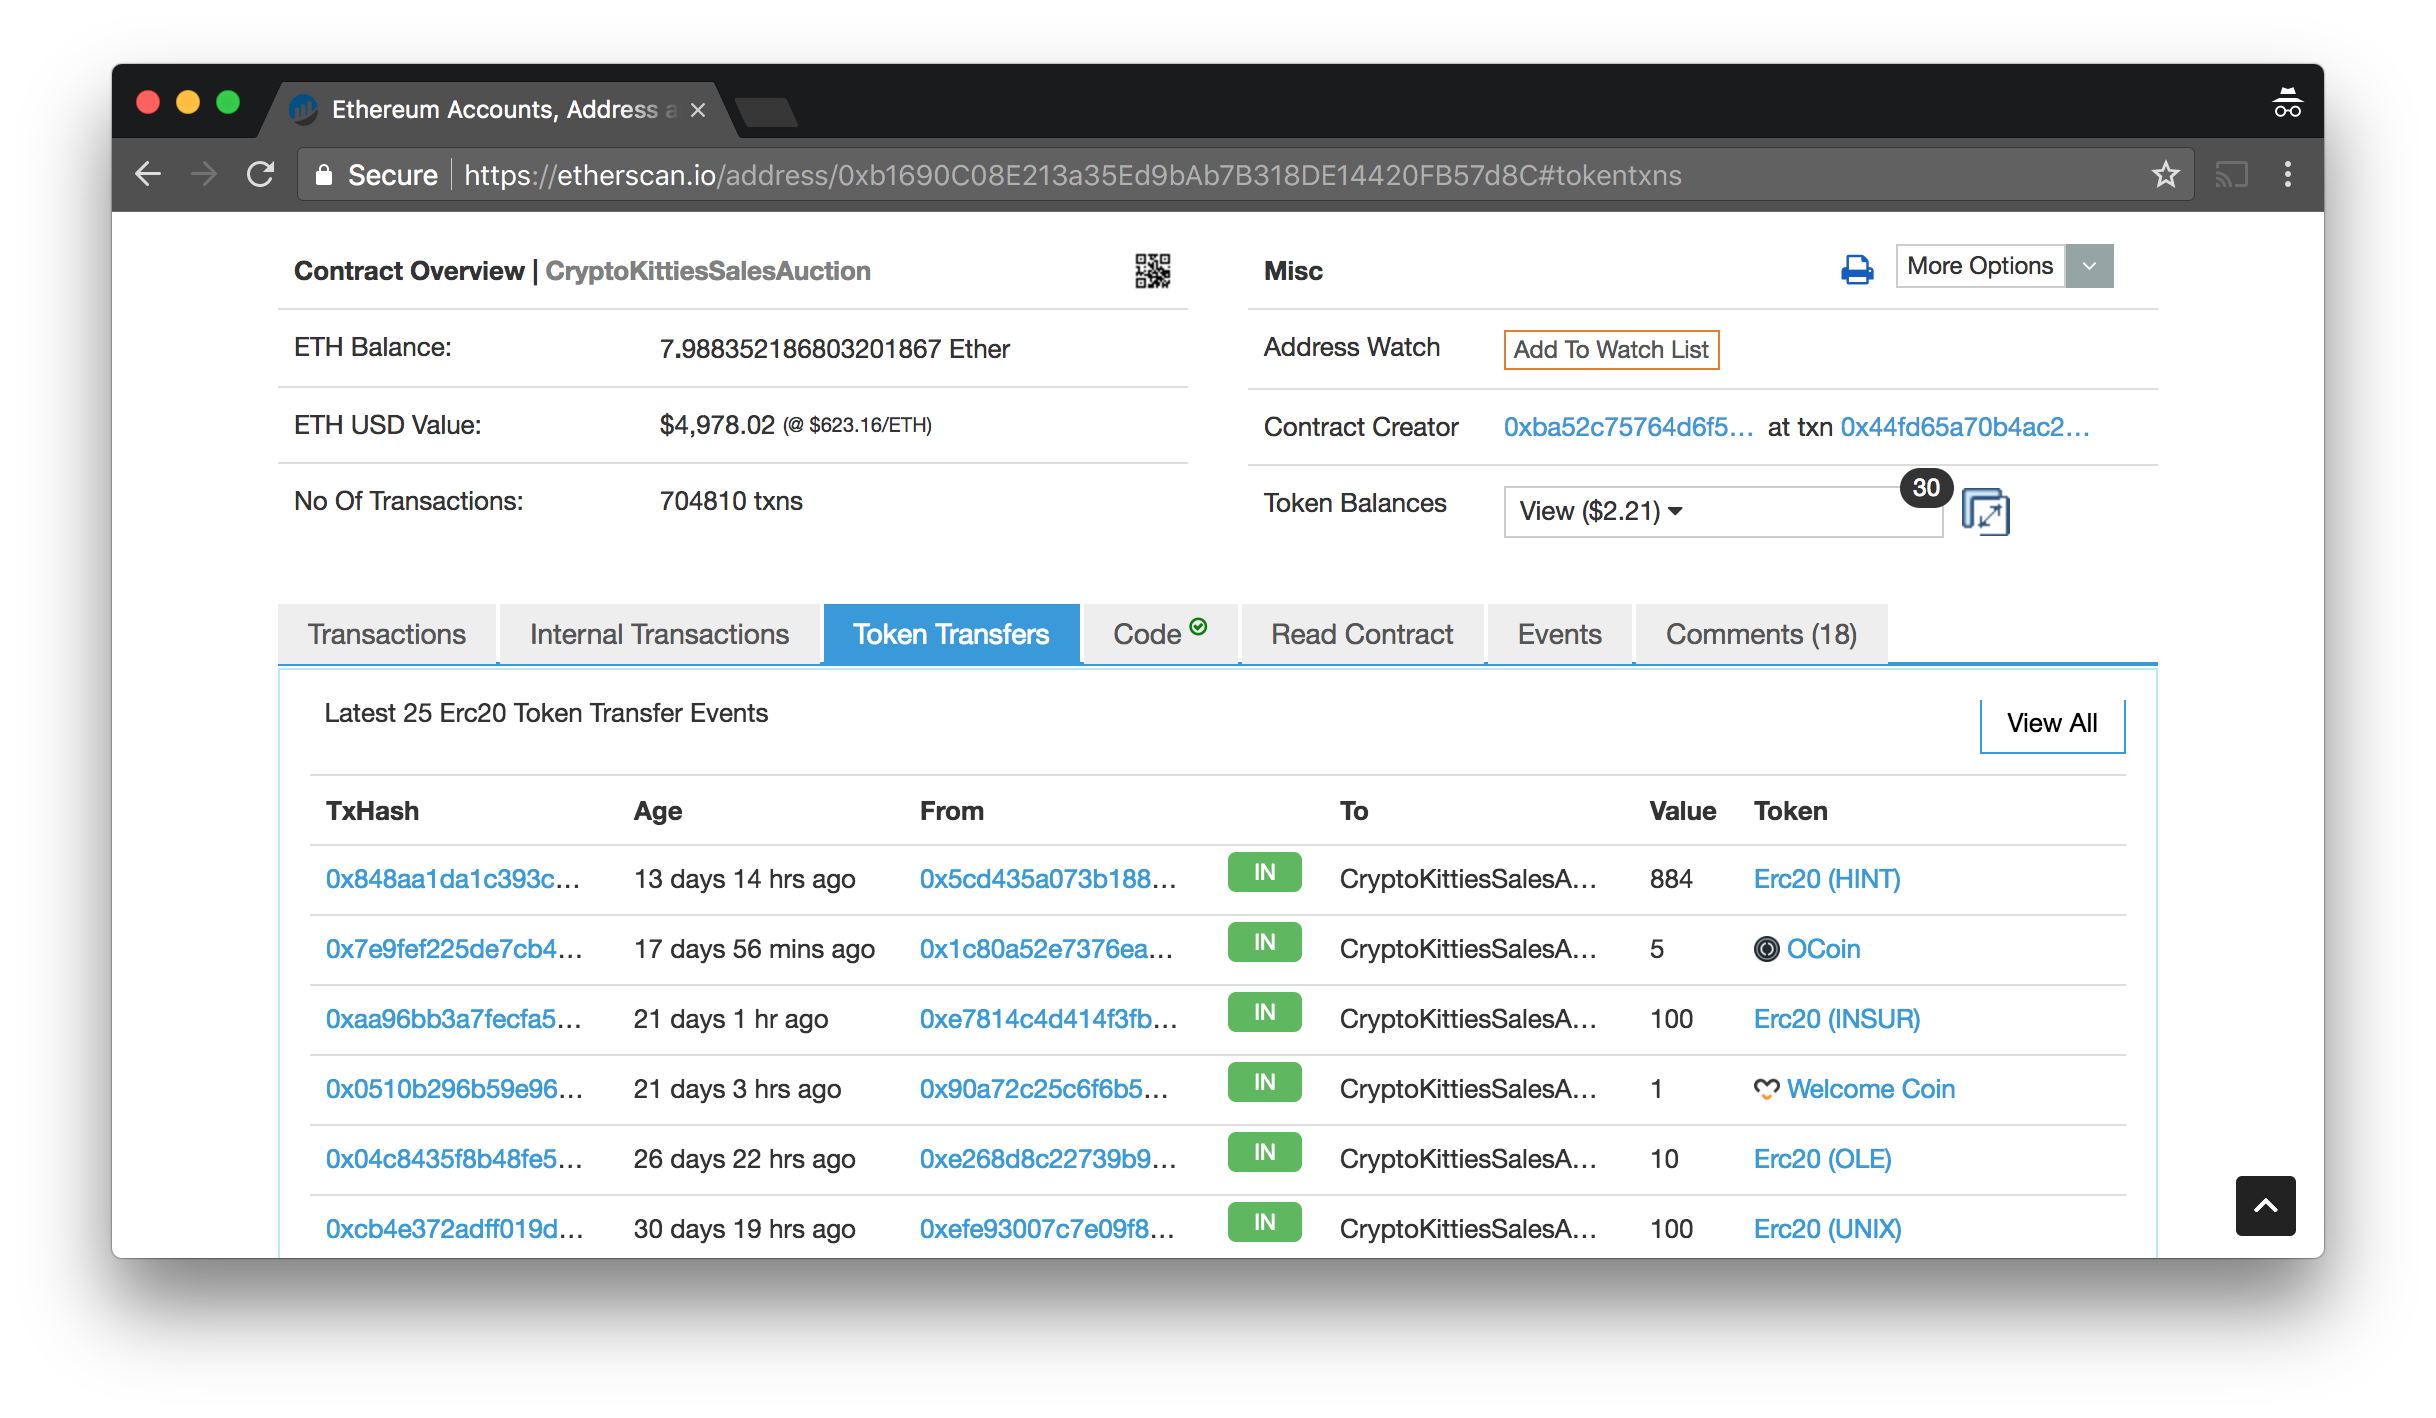 Ethereum Accounts, Address a
Secure https://etherscan.io/address/0xb1690C08E213a35Ed9bAb7B318DE14420FB57d8C#tokentxns
Contract Overview | CryptoKittiesSalesAuction
ETH Balance: 7.988352186803201867 Ether
ETH USD Value: $4,978.02 (@ $623.16/ETH)
No Of Transactions: 704810 txns
Misc More Options
Address Watch Add To Watch List
Contract Creator 0xba52c75764d6f5... at txn 0x44fd65a70b4ac2...
Token Balances View ($2.21) 30
Transactions Internal Transactions Token Transfers Code Read Contract Events Comments (18)
Latest 25 Erc20 Token Transfer Events View All
TxHash Age From To Value Token
0x848aa1da1c393c... 13 days 14 hrs ago 0x5cd435a073b188... IN CryptoKittiesSalesA... 884 Erc20 (HINT)
0x7e9fef225de7cb4... 17 days 56 mins ago 0x1c80a52e7376ea... IN CryptoKittiesSalesA... 5 OCoin
0xaa96bb3a7fecfa5... 21 days 1 hr ago 0xe7814c4d414f3fb... IN CryptoKittiesSalesA... 100 Erc20 (INSUR)
0x0510b296b59e96... 21 days 3 hrs ago 0x90a72c25c6f6b5... IN CryptoKittiesSalesA... 1 Welcome Coin
0x04c8435f8b48fe5... 26 days 22 hrs ago 0xe268d8c22739b9... IN CryptoKittiesSalesA... 10 Erc20 (OLE)
0xcb4e372adff019d... 30 days 19 hrs ago 0xefe93007c7e09f8... IN CryptoKittiesSalesA... 100 Erc20 (UNIX)